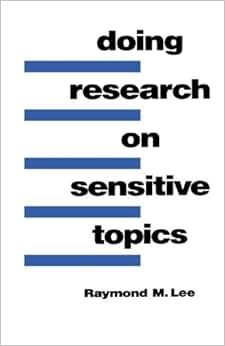 doing
research
on
sensitive
topics
Raymond M. Lee